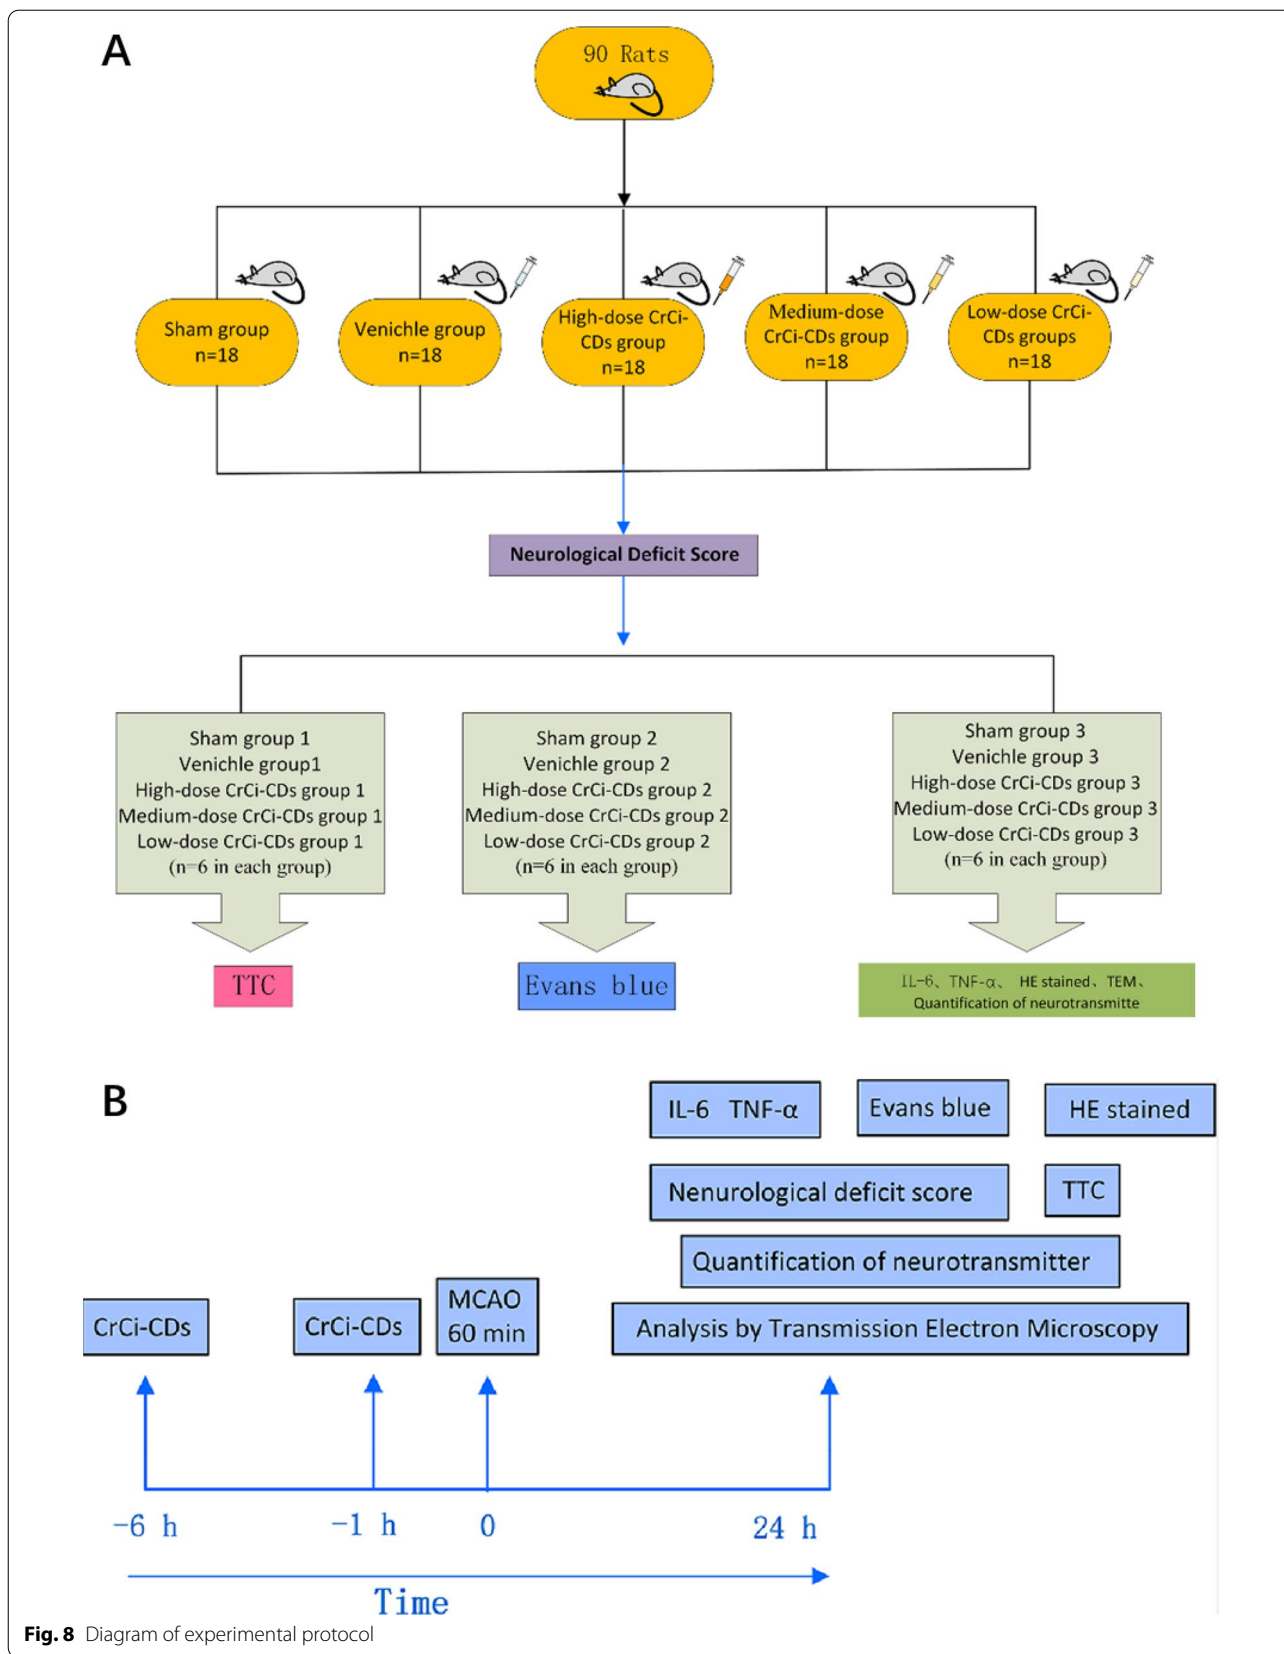 A
90 Rats
Sham group
n=18
Venichle group
n=18
High-dose CrCi-
CDs group
n=18
Medium-dose
CrCi-CDs group
n=18
Low-dose CrCi-
CDs groups
n=18
Neurological Deficit Score
Sham group 1
Venichle group1
High-dose CrCi-CDs group 1
Medium-dose CrCi-CDs group 1
Low-dose CrCi-CDs group 1
(n=6 in each group)
Sham group 2
Venichle group 2
High-dose CrCi-CDs group 2
Medium-dose CrCi-CDs group 2
Low-dose CrCi-CDs group 2
(n=6 in each group)
Sham group 3
Venichle group 3
High-dose CrCi-CDs group 3
Medium-dose CrCi-CDs group 3
Low-dose CrCi-CDs group 3
(n=6 in each group)
TTC
Evans blue
IL-6、TNF-α、 HE stained、TEM、
Quantification of neurotransmitte
B
IL-6 TNF-α
Evans blue
HE stained
Nenurological deficit score
TTC
Quantification of neurotransmitter
CrCi-CDs
CrCi-CDs
MCAO
60 min
Analysis by Transmission Electron Microscopy
-6 h
-1 h
0
24 h
Time
Fig. 8 Diagram of experimental protocol